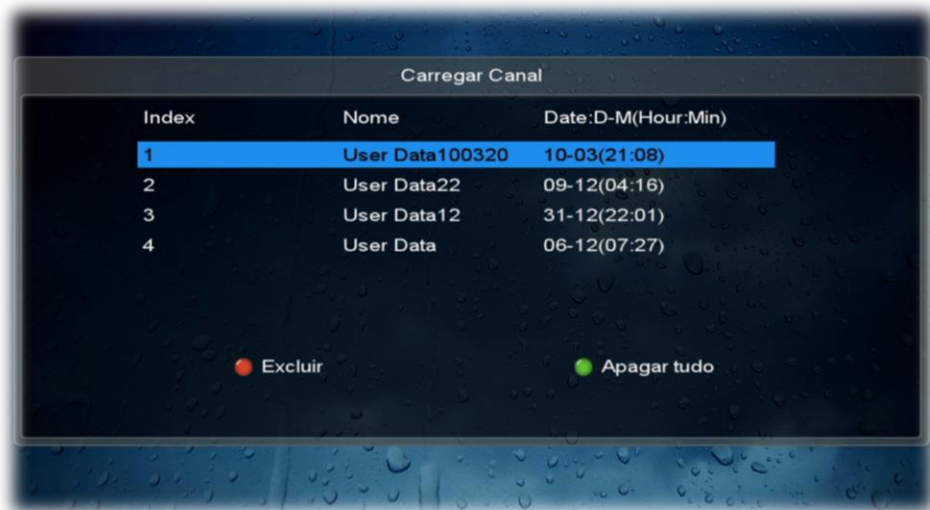 Carregar Canal
Index Nome Date:D-M(Hour:Min)
1 User Data100320 10-03(21:08)
2 User Data22 09-12(04:16)
3 User Data12 31-12(22:01)
4 User Data 06-12(07:27)
Excluir Apagar tudo